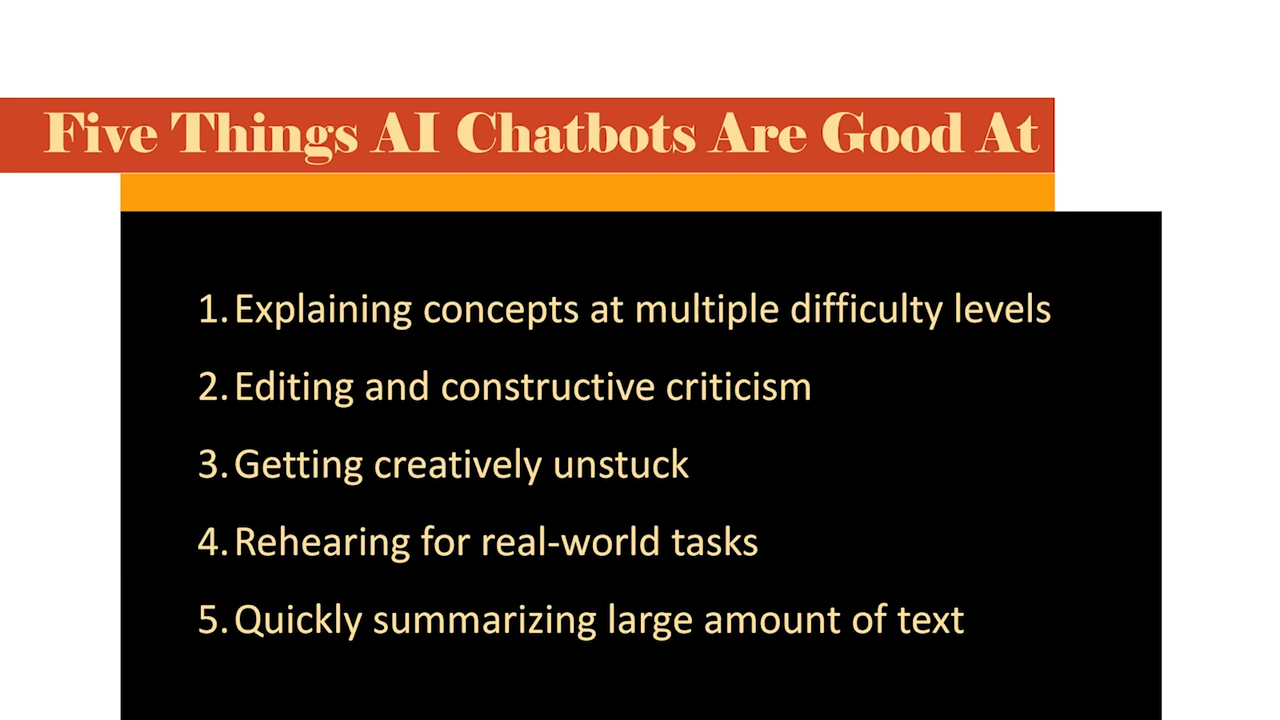 Five Things AI Chatbots Are Good At
1. Explaining concepts at multiple difficulty levels
2. Editing and constructive criticism
3. Getting creatively unstuck
4. Rehearing for real-world tasks
5. Quickly summarizing large amount of text